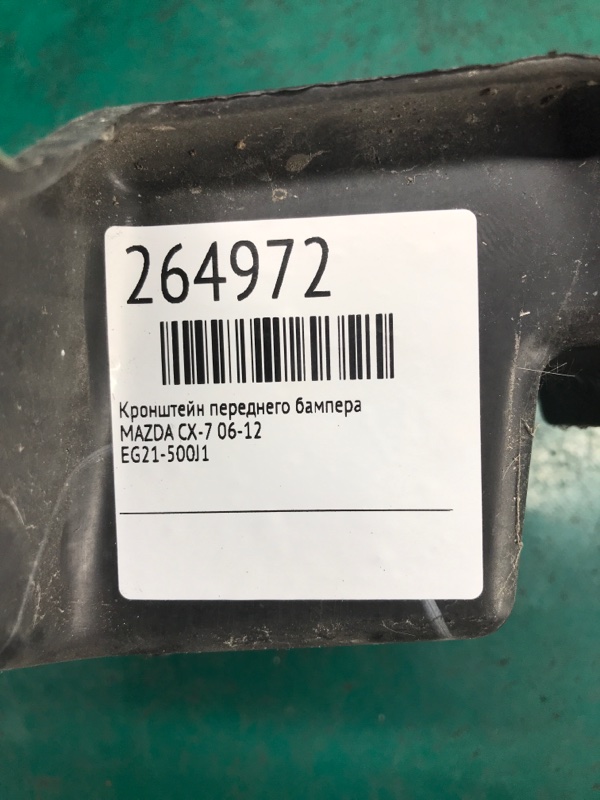 264972
Кронштейн переднего бампера
MAZDA CX-7 06-12
EG21-500J1